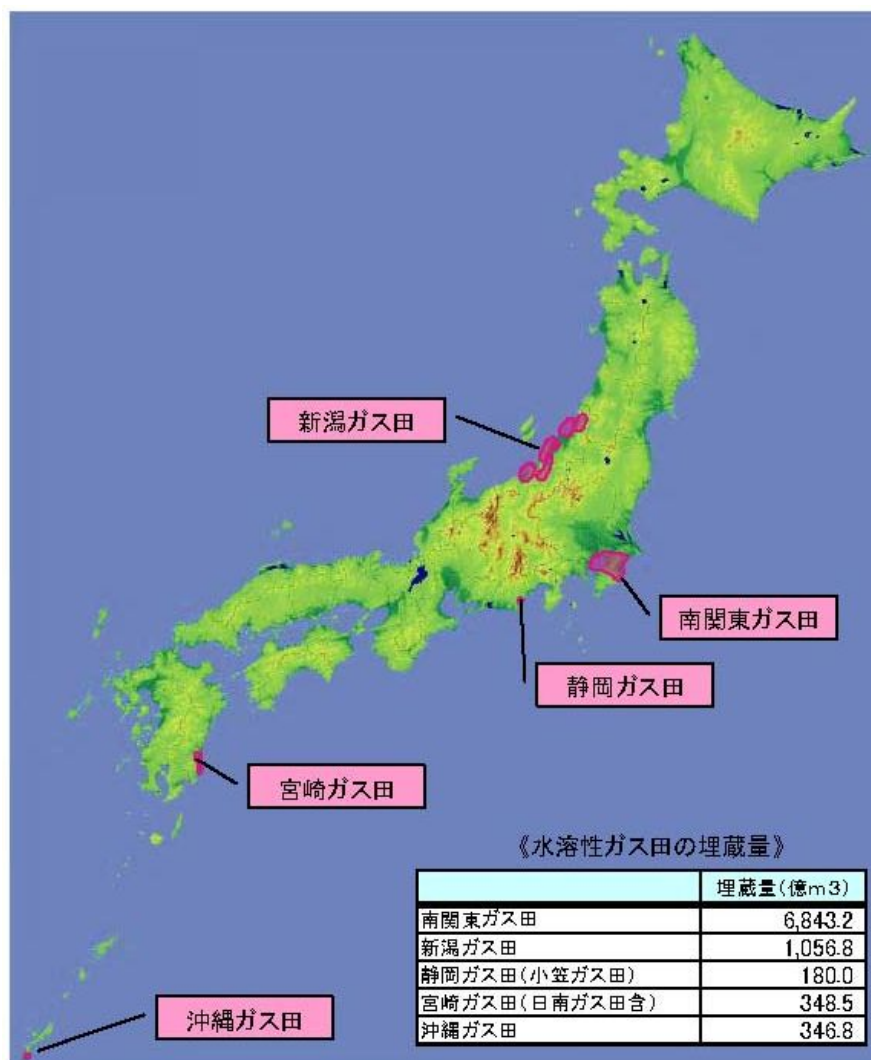 新潟ガス田
南関東ガス田
静岡ガス田
宮崎ガス田
沖縄ガス田
《水溶性ガス田の埋蔵量》
埋蔵量(億m3)
南関東ガス田 6,843.2
新潟ガス田 1,056.8
静岡ガス田(小笠ガス田) 180.0
宮崎ガス田(日南ガス田含) 348.5
沖縄ガス田 346.8